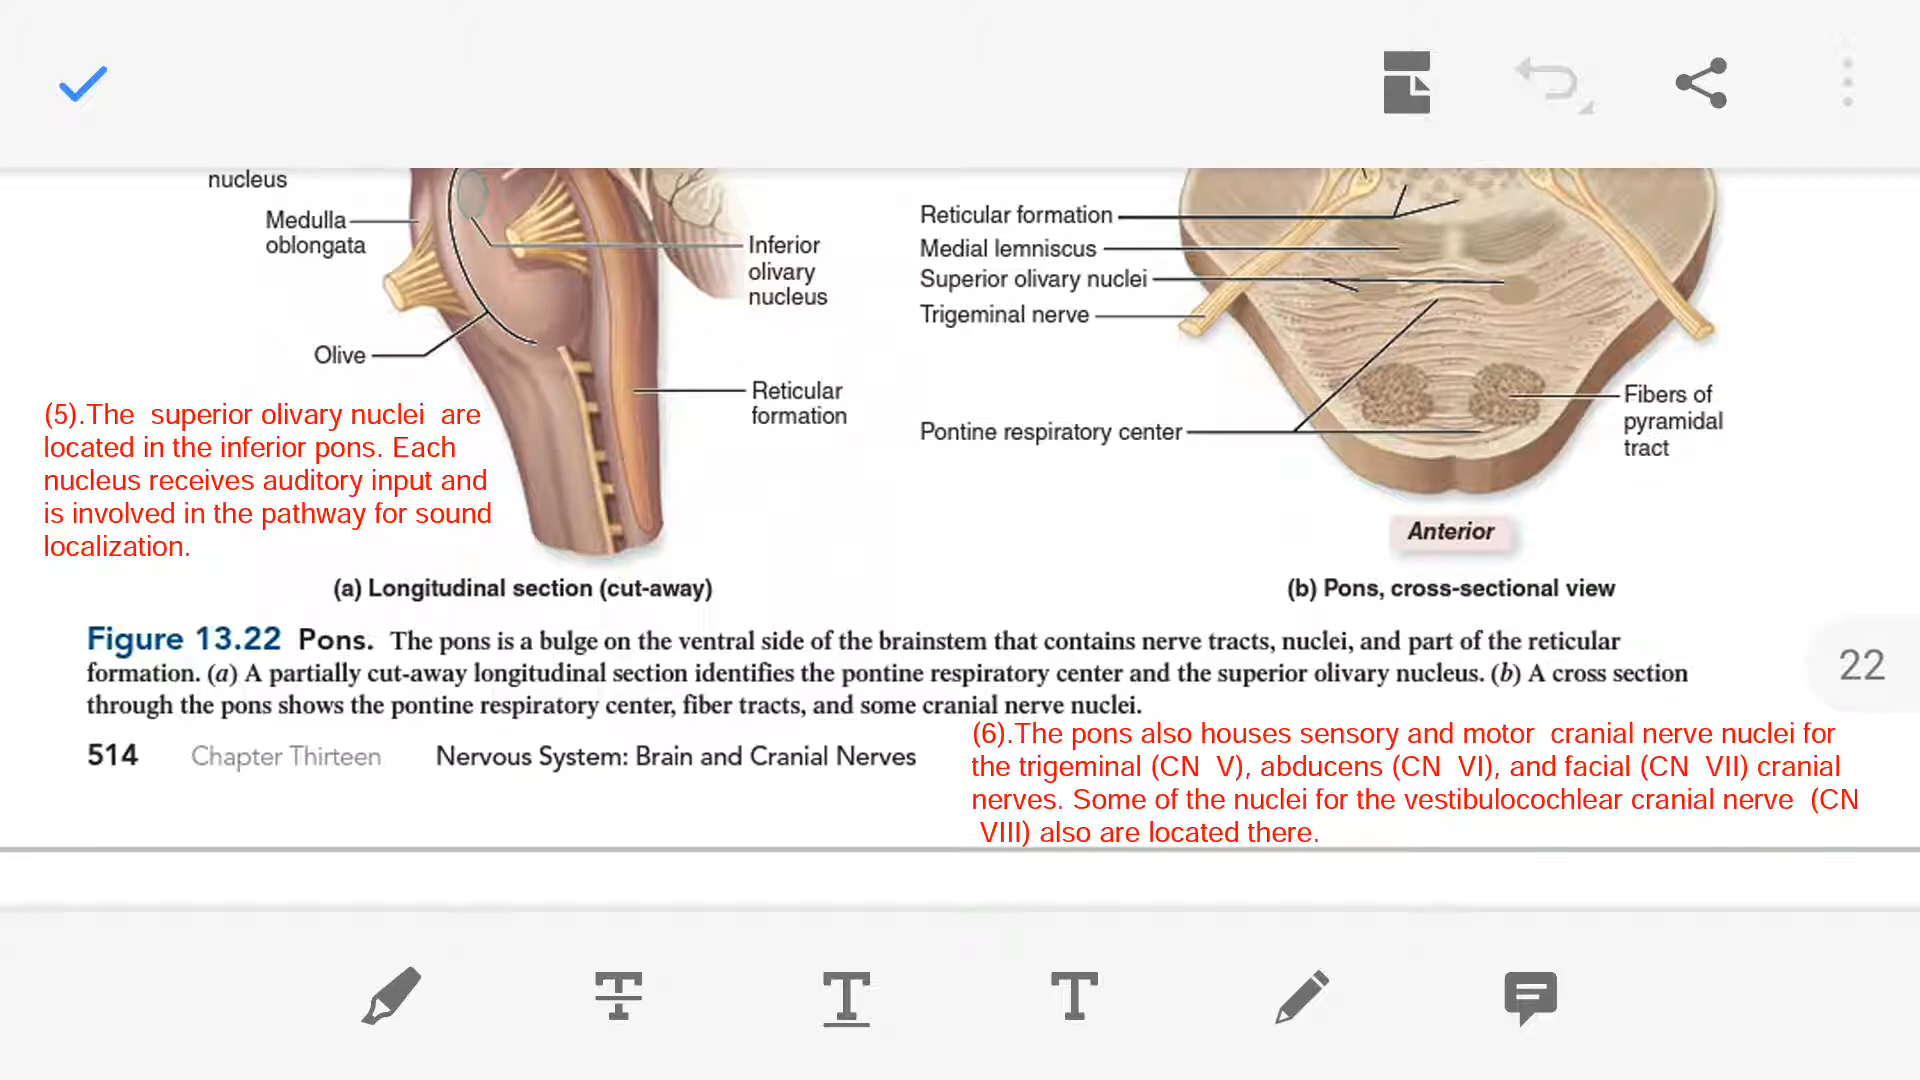 nucleus
Medulla
oblongata
Inferior
olivary
nucleus
Olive
Reticular
formation
(5).The superior olivary nuclei are
located in the inferior pons. Each
nucleus receives auditory input and
is involved in the pathway for sound
localization.
(a) Longitudinal section (cut-away)
Reticular formation
Medial lemniscus
Superior olivary nuclei
Trigeminal nerve
Pontine respiratory center
Fibers of
pyramidal
tract
Anterior
(b) Pons, cross-sectional view
Figure 13.22 Pons. The pons is a bulge on the ventral side of the brainstem that contains nerve tracts, nuclei, and part of the reticular
formation. (a) A partially cut-away longitudinal section identifies the pontine respiratory center and the superior olivary nucleus. (b) A cross section
through the pons shows the pontine respiratory center, fiber tracts, and some cranial nerve nuclei.
22
514 Chapter Thirteen Nervous System: Brain and Cranial Nerves
(6).The pons also houses sensory and motor cranial nerve nuclei for
the trigeminal (CN V), abducens (CN VI), and facial (CN VII) cranial
nerves. Some of the nuclei for the vestibulocochlear cranial nerve (CN
VIII) also are located there.